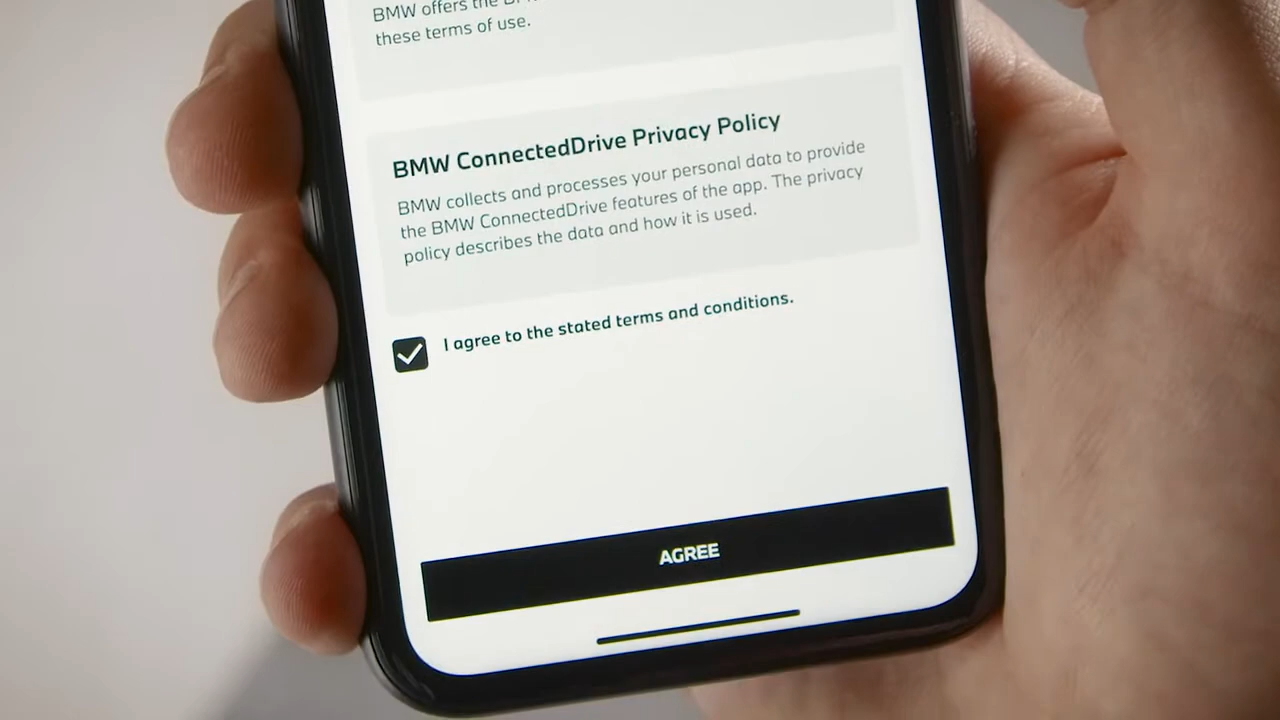 BMW offers the
these terms of use.
BMW ConnectedDrive Privacy Policy
BMW collects and processes your personal data to provide
the BMW ConnectedDrive features of the app. The privacy
policy describes the data and how it is used.
I agree to the stated terms and conditions.
AGREE